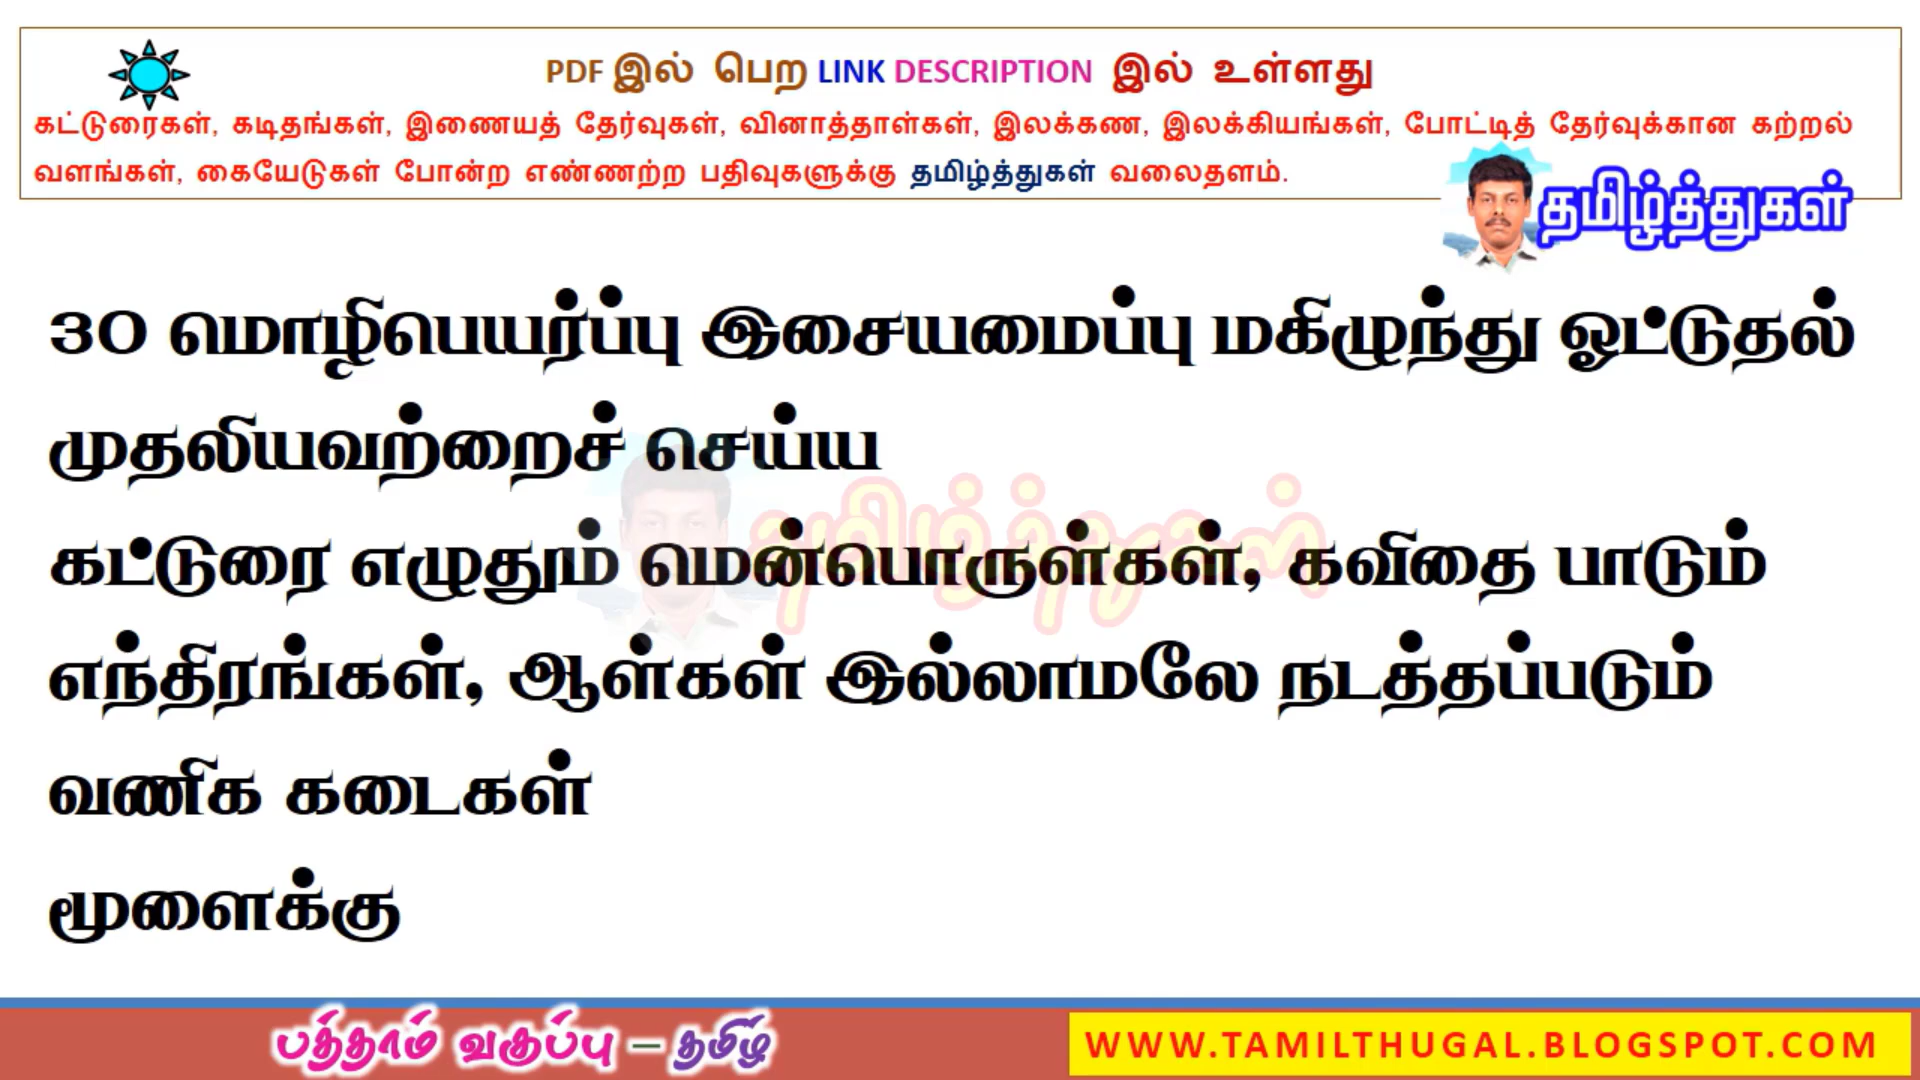 PDF இல் பெற LINK DESCRIPTION இல் உள்ளது
கட்டுரைகள், கடிதங்கள், இணையத் தேர்வுகள், வினாத்தாள்கள், இலக்கண, இலக்கியங்கள், போட்டித் தேர்வுக்கான கற்றல்
வளங்கள், கையேடுகள் போன்ற எண்ணற்ற பதிவுகளுக்கு தமிழ்த்துகள் வலைதளம்.
தமிழ்த்துகள்
30 மொழிபெயர்ப்பு இசையமைப்பு மகிழுந்து ஓட்டுதல்
முதலியவற்றைச் செய்ய
தமிழ்த்துகள்
கட்டுரை எழுதும் மென்பொருள்கள், கவிதை பாடும்
எந்திரங்கள், ஆள்கள் இல்லாமலே நடத்தப்படும்
வணிக கடைகள்
மூளைக்கு
பத்தாம் வகுப்பு – தமிழ்
WWW.TAMILTHUGAL.BLOGSPOT.COM